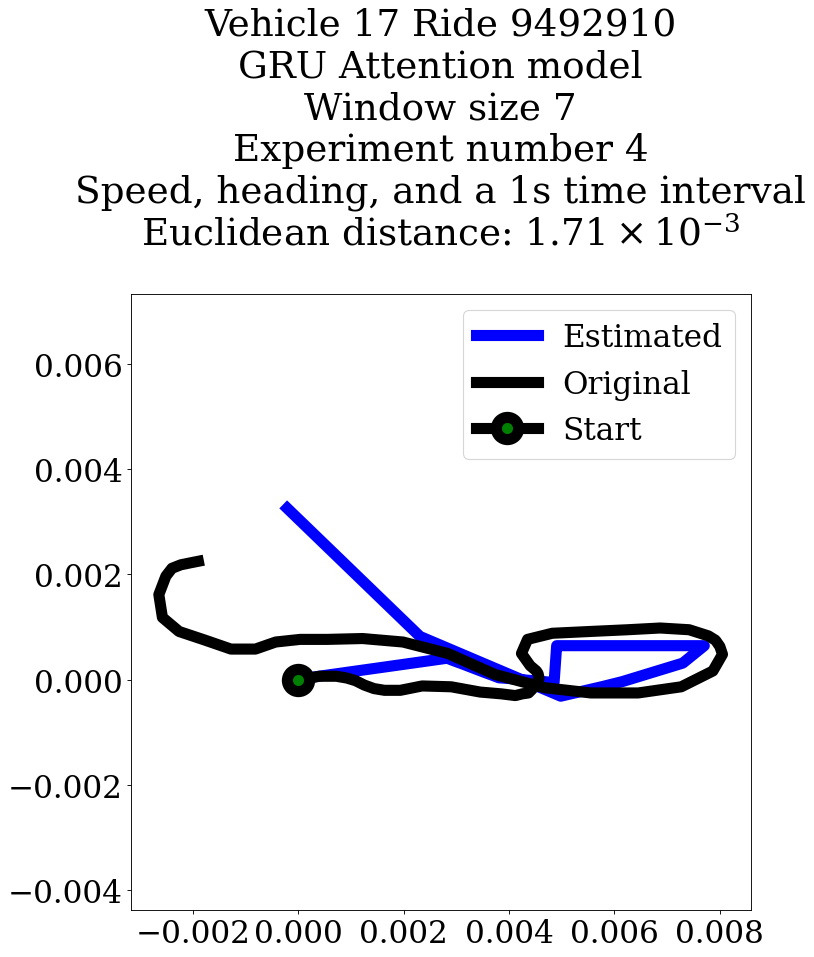 Vehicle 17 Ride 9492910
GRU Attention model
Window size 7
Experiment number 4
Speed, heading, and a 1s time interval
Euclidean distance: 1.71 × 10⁻³
Estimated
Original
Start
0.006
0.004
0.002
0.000
−0.002
−0.004
−0.002 0.000 0.002 0.004 0.006 0.008